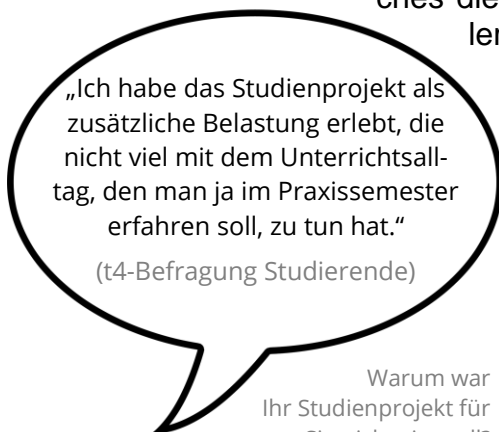 ches die
„Ich habe das Studienprojekt als
zusätzliche Belastung erlebt, die
nicht viel mit dem Unterrichtsall-
tag, den man ja im Praxissemester
erfahren soll, zu tun hat.“
(t4-Befragung Studierende)
Warum war
Ihr Studienprojekt für